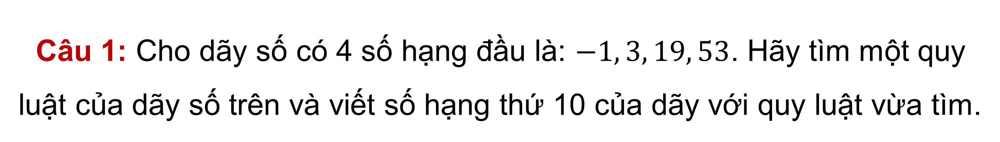 Câu 1: Cho dãy số có 4 số hạng đầu là: −1, 3, 19, 53. Hãy tìm một quy
luật của dãy số trên và viết số hạng thứ 10 của dãy với quy luật vừa tìm.